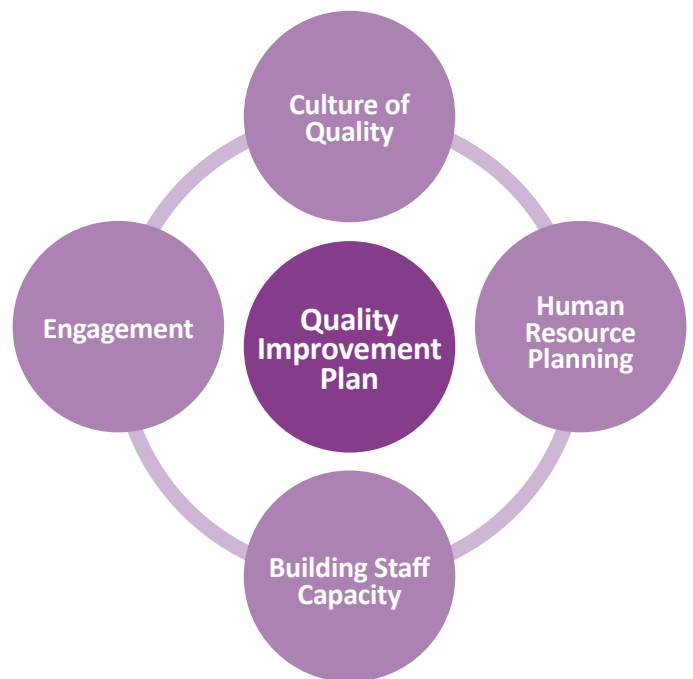 Culture of
Quality
Engagement
Quality
Improvement
Plan
Human
Resource
Planning
Building Staff
Capacity